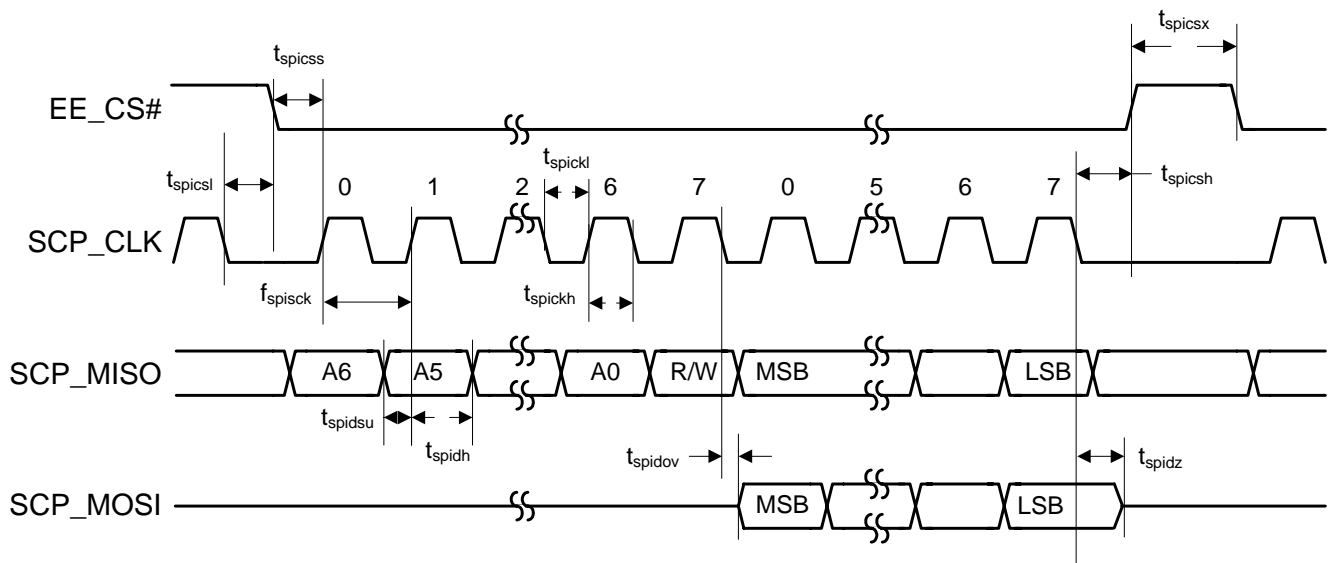 t_spicsx
t_spicss
EE_CS#
t_spicsl
t_spickl
t_spicsh
0 1 2 6 7 0 5 6 7
SCP_CLK
f_spisck
t_spickh
SCP_MISO
A6 A5 A0 R/W MSB LSB
t_spidsu
t_spidh
t_spidov
t_spidz
SCP_MOSI
MSB LSB